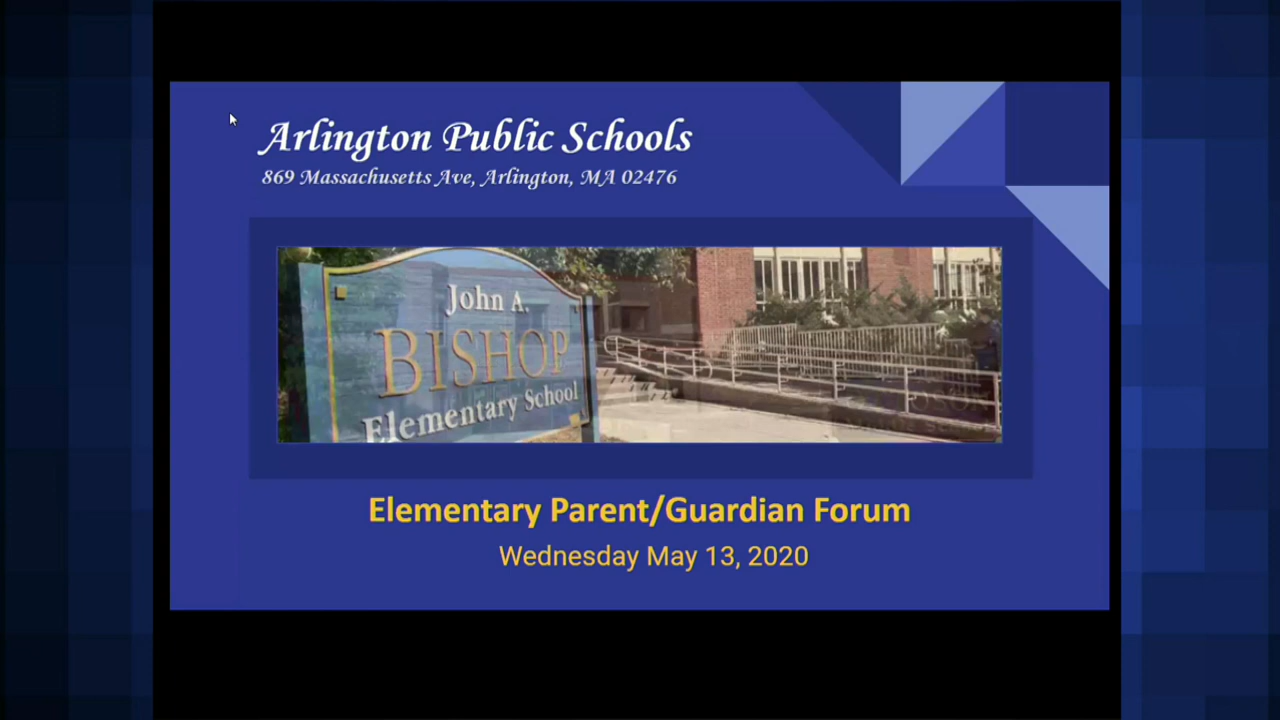 Arlington Public Schools
869 Massachusetts Ave, Arlington, MA 02476
John A.
BISHOP
Elementary School
Elementary Parent/Guardian Forum
Wednesday May 13, 2020